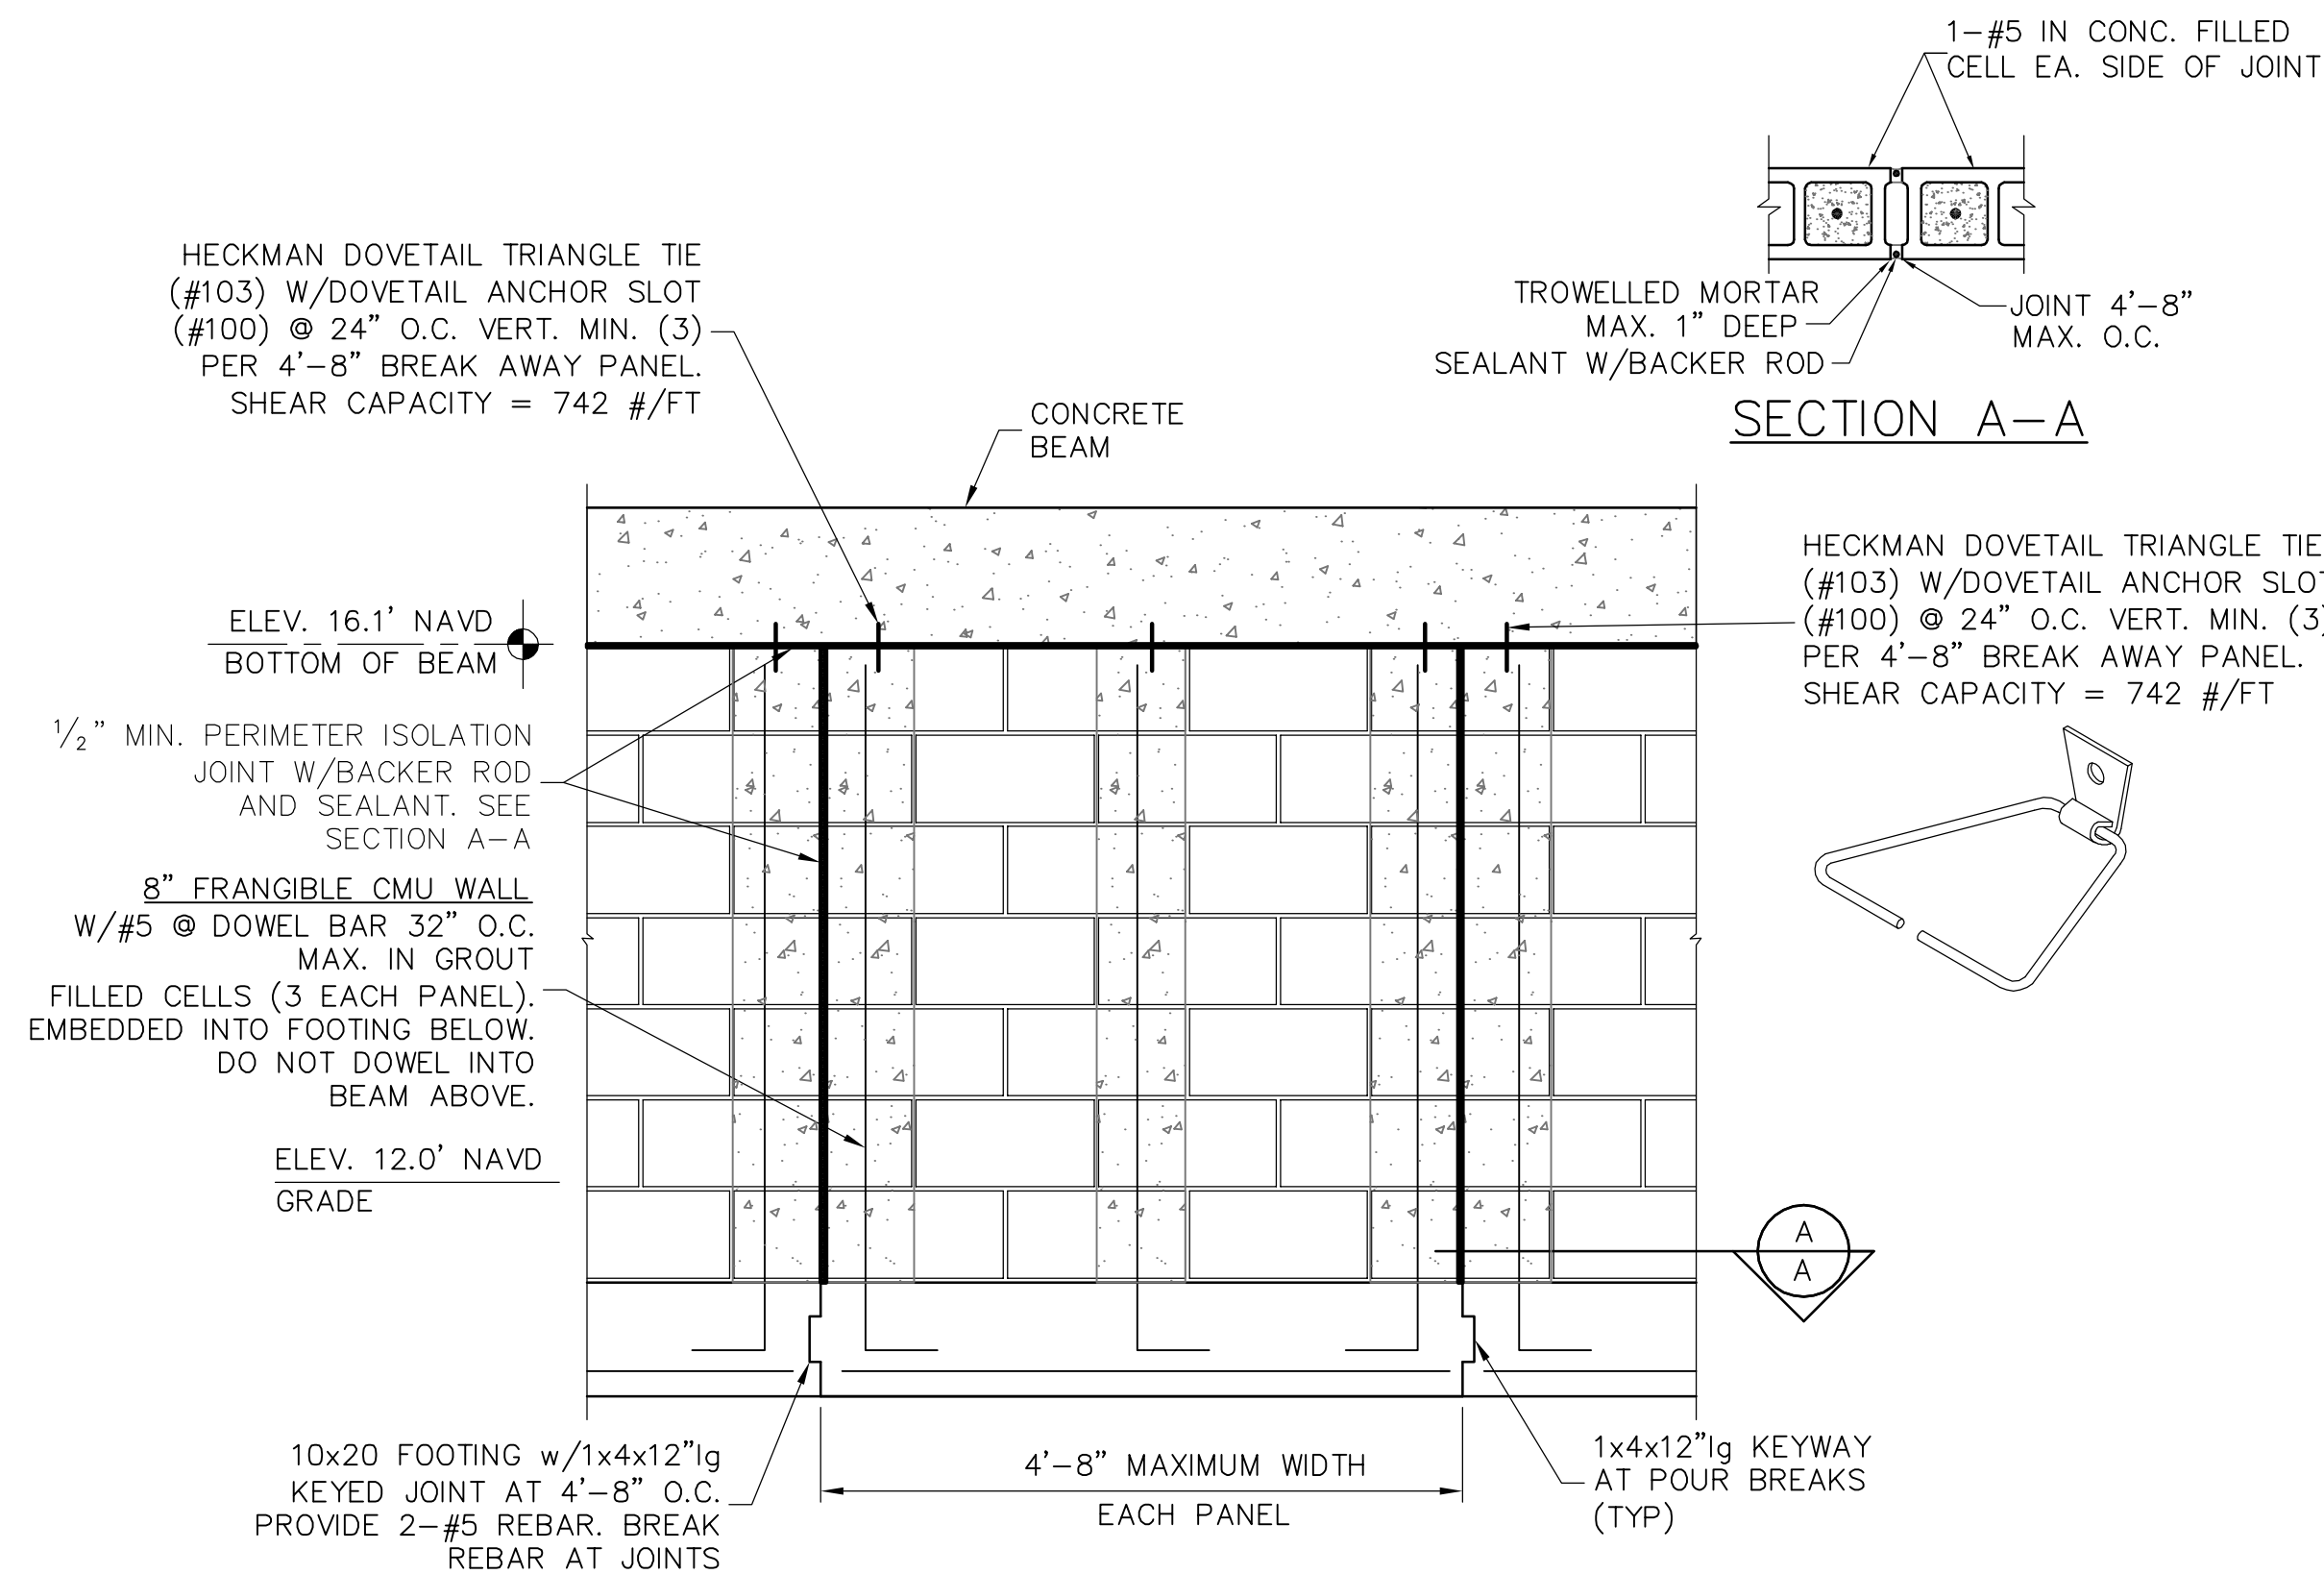 1-#5 IN CONC. FILLED
CELL EA. SIDE OF JOINT
TROWELLED MORTAR
MAX. 1" DEEP
SEALANT W/BACKER ROD
JOINT 4'-8"
MAX. O.C.
SECTION A-A
HECKMAN DOVETAIL TRIANGLE TIE
(#103) W/DOVETAIL ANCHOR SLOT
(#100) @ 24" O.C. VERT. MIN. (3)
PER 4'-8" BREAK AWAY PANEL.
SHEAR CAPACITY = 742 #/FT
CONCRETE
BEAM
HECKMAN DOVETAIL TRIANGLE TIE
(#103) W/DOVETAIL ANCHOR SLOT
(#100) @ 24" O.C. VERT. MIN. (3)
PER 4'-8" BREAK AWAY PANEL.
SHEAR CAPACITY = 742 #/FT
ELEV. 16.1' NAVD
BOTTOM OF BEAM
1/2" MIN. PERIMETER ISOLATION
JOINT W/BACKER ROD
AND SEALANT. SEE
SECTION A-A
8" FRANGIBLE CMU WALL
W/#5 @ DOWEL BAR 32" O.C.
MAX. IN GROUT
FILLED CELLS (3 EACH PANEL).
EMBEDDED INTO FOOTING BELOW.
DO NOT DOWEL INTO
BEAM ABOVE.
ELEV. 12.0' NAVD
GRADE
A
A
10x20 FOOTING w/1x4x12"lg
KEYED JOINT AT 4'-8" O.C.
PROVIDE 2-#5 REBAR. BREAK
REBAR AT JOINTS
4'-8" MAXIMUM WIDTH
EACH PANEL
1x4x12"lg KEYWAY
AT POUR BREAKS
(TYP)